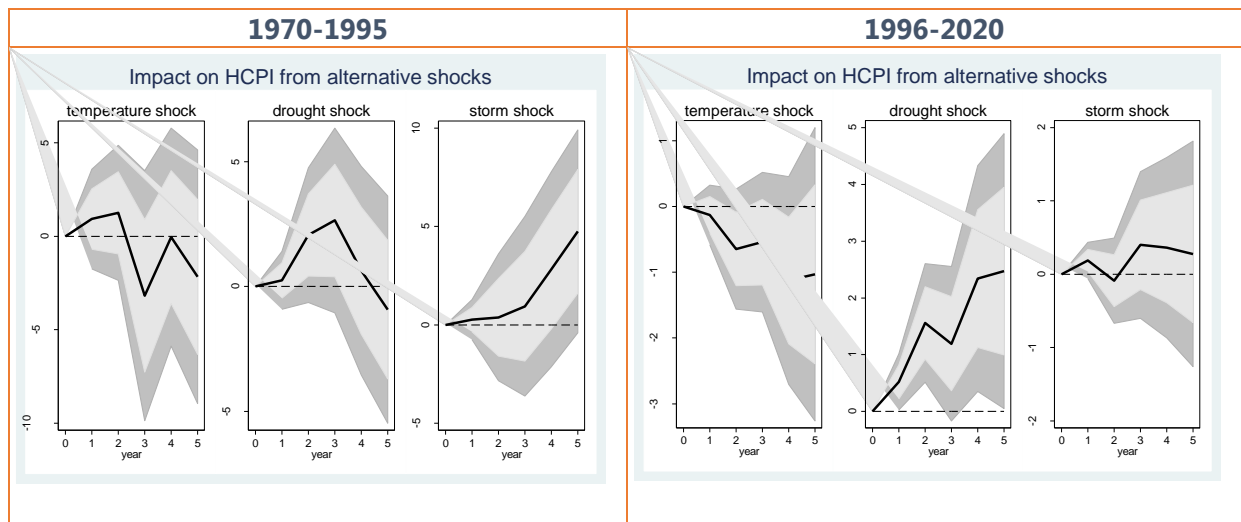 1970-1995
Impact on HCPI from alternative shocks
temperature shock
5
0
-5
-10
0 1 2 3 4 5
year
drought shock
5
0
-5
0 1 2 3 4 5
year
storm shock
10
5
0
-5
0 1 2 3 4 5
year
1996-2020
Impact on HCPI from alternative shocks
temperature shock
1
0
-1
-2
-3
0 1 2 3 4 5
year
drought shock
5
4
3
2
1
0
0 1 2 3 4 5
year
storm shock
2
1
0
-1
-2
0 1 2 3 4 5
year